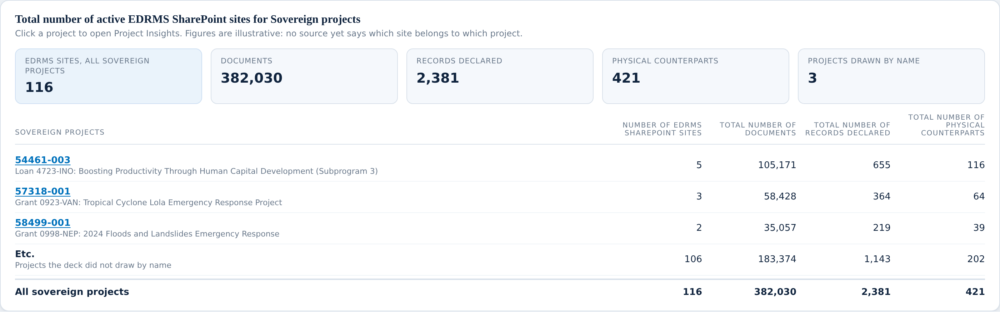 Total number of active EDRMS SharePoint sites for Sovereign projects
Click a project to open Project Insights. Figures are illustrative: no source yet says which site belongs to which project.
EDRMS SITES, ALL SOVEREIGN
PROJECTS
116
DOCUMENTS
382,030
RECORDS DECLARED
2,381
PHYSICAL COUNTERPARTS
421
PROJECTS DRAWN BY NAME
3
SOVEREIGN PROJECTS
NUMBER OF EDRMS
SHAREPOINT SITES
TOTAL NUMBER OF
DOCUMENTS
TOTAL NUMBER OF
RECORDS DECLARED
TOTAL NUMBER OF
PHYSICAL
COUNTERPARTS
54461-003
Loan 4723-INO: Boosting Productivity Through Human Capital Development (Subprogram 3)
5 105,171 655 116
57318-001
Grant 0923-VAN: Tropical Cyclone Lola Emergency Response Project
3 58,428 364 64
58499-001
Grant 0998-NEP: 2024 Floods and Landslides Emergency Response
2 35,057 219 39
Etc.
Projects the deck did not draw by name
106 183,374 1,143 202
All sovereign projects 116 382,030 2,381 421